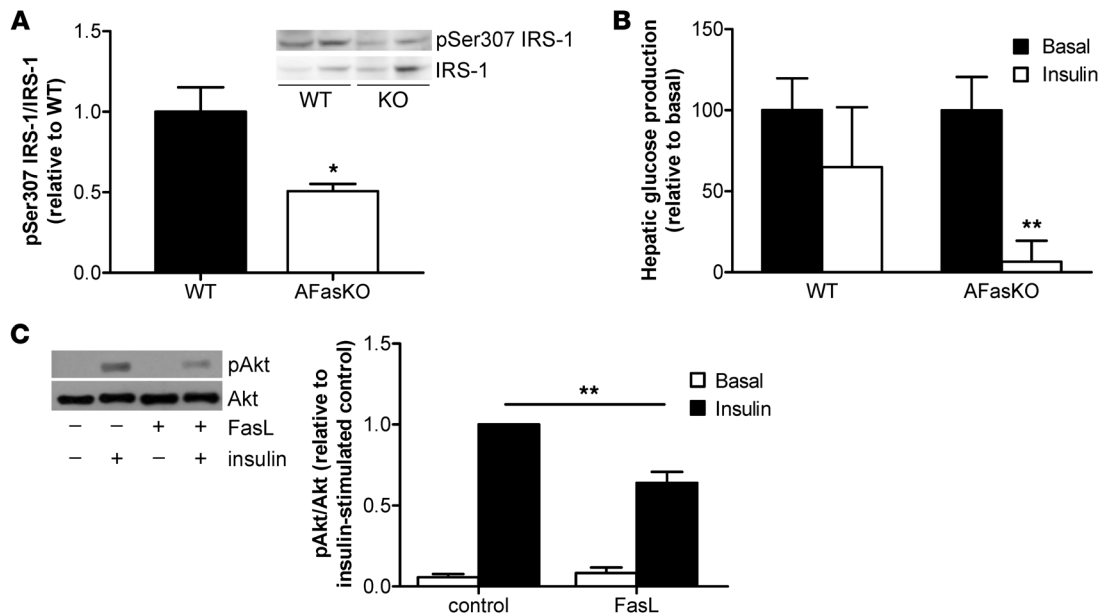 A
pSer307 IRS-1/IRS-1
(relative to WT)
1.5
1.0
0.5
0.0
pSer307 IRS-1
IRS-1
WT KO
*
WT AFasKO
B
Hepatic glucose production
(relative to basal)
150
100
50
0
Basal
Insulin
**
WT AFasKO
C
pAkt
Akt
– – + + FasL
– + – + insulin
pAkt/Akt (relative to
insulin-stimulated control)
1.5
1.0
0.5
0.0
**
Basal
Insulin
control FasL